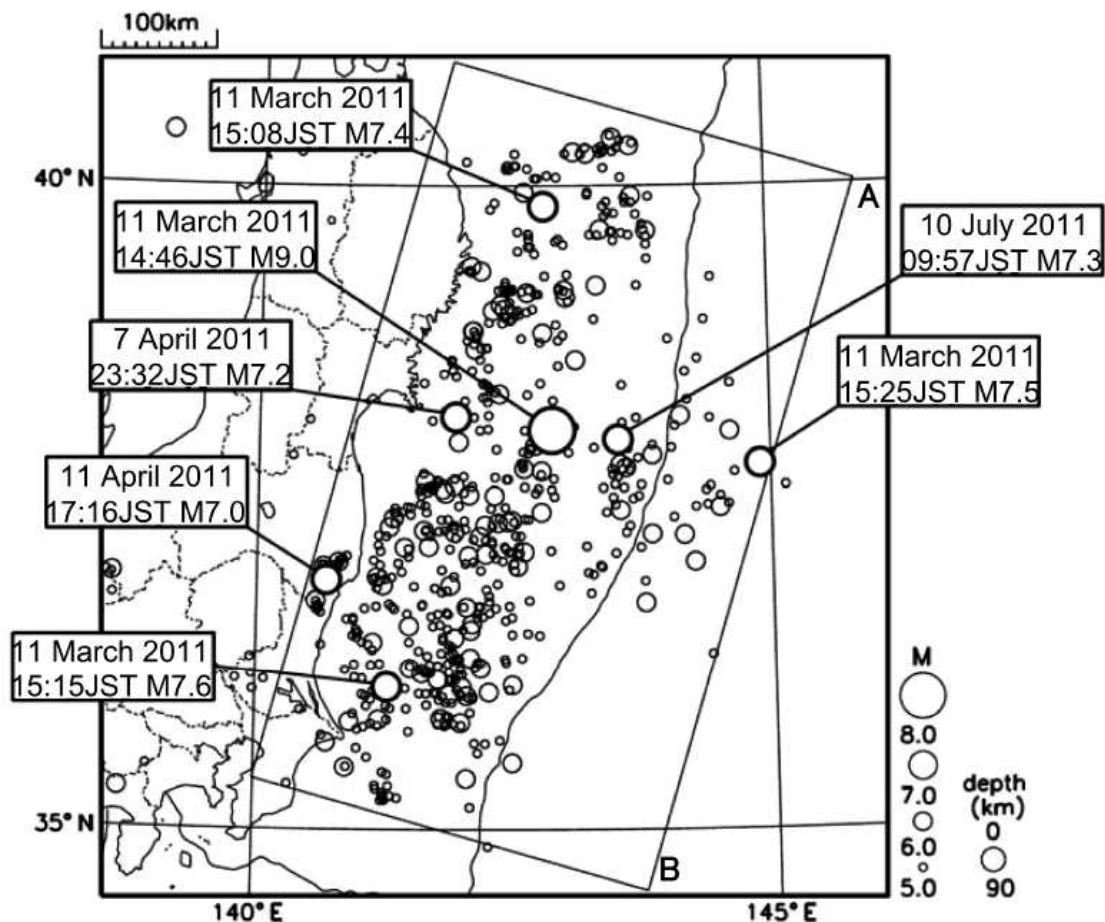 100km
11 March 2011
15:08JST M7.4
40°N
A
11 March 2011
14:46JST M9.0
10 July 2011
09:57JST M7.3
7 April 2011
23:32JST M7.2
11 March 2011
15:25JST M7.5
11 April 2011
17:16JST M7.0
11 March 2011
15:15JST M7.6
M
8.0
7.0
6.0
5.0
depth
(km)
0
90
35°N
B
140°E
145°E